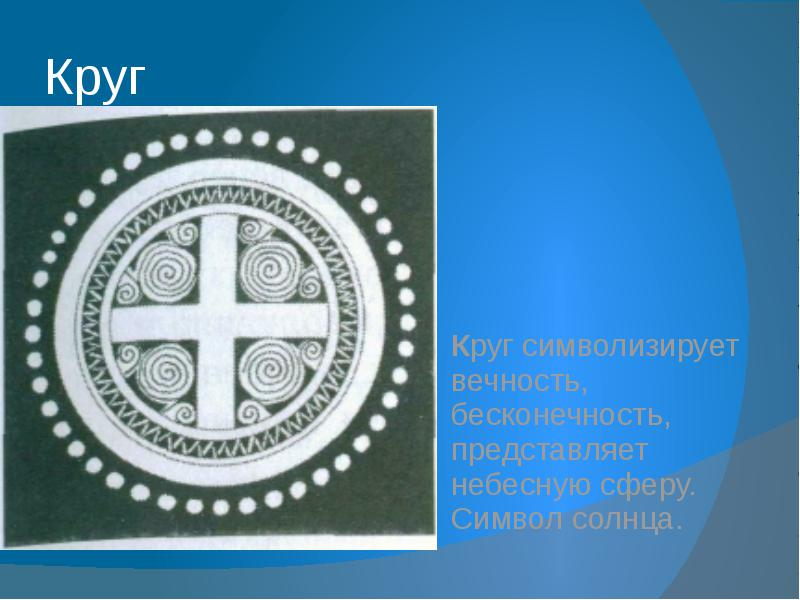 Круг
Круг символизирует
вечность,
бесконечность,
представляет
небесную сферу.
Символ солнца.